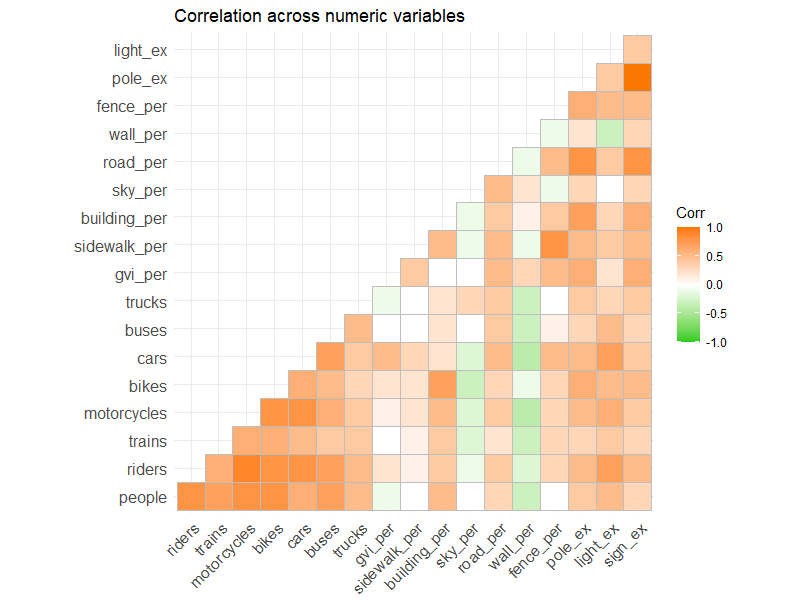 Correlation across numeric variables
light_ex
pole_ex
fence_per
wall_per
road_per
sky_per
building_per
sidewalk_per
gvi_per
trucks
buses
cars
bikes
motorcycles
trains
riders
people
riders
trains
motorcycles
bikes
cars
buses
trucks
gvi_per
sidewalk_per
building_per
sky_per
road_per
wall_per
fence_per
pole_ex
light_ex
sign_ex
Corr
1.0
0.5
0.0
-0.5
-1.0